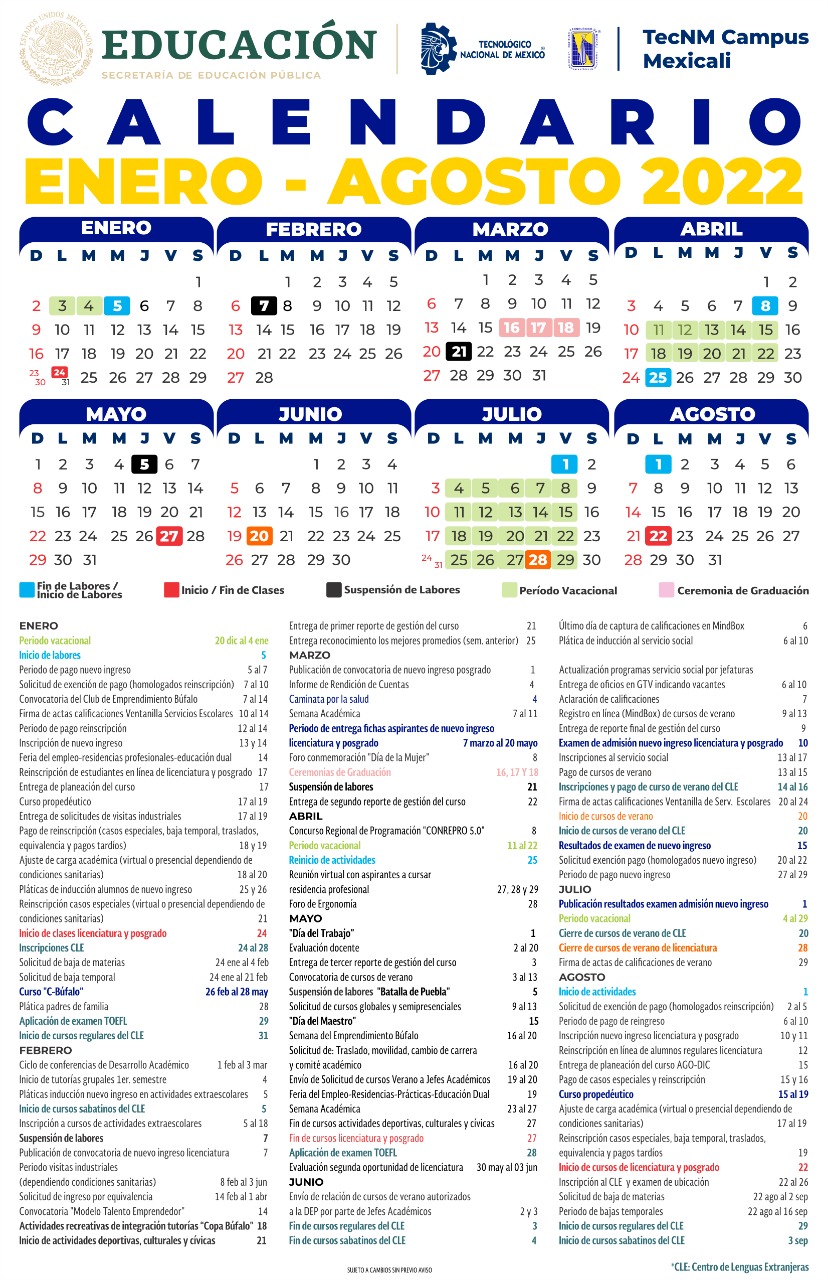 EDUCACIÓN
SECRETARÍA DE EDUCACIÓN PÚBLICA
TECNOLÓGICO
NACIONAL DE MÉXICO
TecNM Campus
Mexicali
CALENDARIO
ENERO - AGOSTO 2022
ENERO
D L M M J V S
1
2 3 4 5 6 7 8
9 10 11 12 13 14 15
16 17 18 19 20 21 22
23 30 24 31 25 26 27 28 29
FEBRERO
D L M M J V S
1 2 3 4 5
6 7 8 9 10 11 12
13 14 15 16 17 18 19
20 21 22 23 24 25 26
27 28
MARZO
D L M M J V S
1 2 3 4 5
6 7 8 9 10 11 12
13 14 15 16 17 18 19
20 21 22 23 24 25 26
27 28 29 30 31
ABRIL
D L M M J V S
1 2
3 4 5 6 7 8 9
10 11 12 13 14 15 16
17 18 19 20 21 22 23
24 25 26 27 28 29 30
MAYO
D L M M J V S
1 2 3 4 5 6 7
8 9 10 11 12 13 14
15 16 17 18 19 20 21
22 23 24 25 26 27 28
29 30 31
JUNIO
D L M M J V S
1 2 3 4
5 6 7 8 9 10 11
12 13 14 15 16 17 18
19 20 21 22 23 24 25
26 27 28 29 30
JULIO
D L M M J V S
1 2
3 4 5 6 7 8 9
10 11 12 13 14 15 16
17 18 19 20 21 22 23
24 31 25 26 27 28 29 30
AGOSTO
D L M M J V S
1 2 3 4 5 6
7 8 9 10 11 12 13
14 15 16 17 18 19 20
21 22 23 24 25 26 27
28 29 30 31
Fin de Labores /
Inicio de Labores
Inicio / Fin de Clases
Suspensión de Labores
Período Vacacional
Ceremonia de Graduación
ENERO
Periodo vacacional 20 dic al 4 ene
Inicio de labores 5
Periodo de pago nuevo ingreso 5 al 7
Solicitud de exención de pago (homologados reinscripción) 7 al 10
Convocatoria del Club de Emprendimiento Búfalo 7 al 14
Firma de actas calificaciones Ventanilla Servicios Escolares 10 al 14
Periodo de pago reinscripción 12 al 14
Inscripción de nuevo ingreso 13 y 14
Feria del empleo-residencias profesionales-educación dual 14
Reinscripción de estudiantes en línea de licenciatura y posgrado 17
Entrega de planeación del curso 17
Curso propedéutico 17 al 19
Entrega de solicitudes de visitas industriales 17 al 19
Pago de reinscripción (casos especiales, baja temporal, traslados,
equivalencia y pagos tardios) 18 y 19
Ajuste de carga académica (virtual o presencial dependiendo de
condiciones sanitarias) 18 al 20
Pláticas de inducción alumnos de nuevo ingreso 25 y 26
Reinscripción casos especiales (virtual o presencial dependiendo de
condiciones sanitarias) 21
Inicio de clases licenciatura y posgrado 24
Inscripciones CLE 24 al 28
Solicitud de baja de materias 24 ene al 4 feb
Solicitud de baja temporal 24 ene al 21 feb
Curso "C-Búfalo" 26 feb al 28 may
Plática padres de familia 28
Aplicación de examen TOEFL 29
Inicio de cursos regulares del CLE 31
FEBRERO
Ciclo de conferencias de Desarrollo Académico 1 feb al 3 mar
Inicio de tutorías grupales 1er. semestre 4
Pláticas inducción nuevo ingreso en actividades extraescolares 5
Inicio de cursos sabatinos del CLE 5
Inscripción a cursos de actividades extraescolares 5 al 18
Suspensión de labores 7
Publicación de convocatoria de nuevo ingreso licenciatura 7
Periodo visitas industriales
(dependiendo condiciones sanitarias) 8 feb al 3 jun
Solicitud de ingreso por equivalencia 14 feb al 1 abr
Convocatoria "Modelo Talento Emprendedor" 14
Actividades recreativas de integración tutorías "Copa Búfalo" 18
Inicio de actividades deportivas, culturales y cívicas 21
Entrega de primer reporte de gestión del curso 21
Entrega reconocimiento los mejores promedios (sem. anterior) 25
MARZO
Publicación de convocatoria de nuevo ingreso posgrado 1
Informe de Rendición de Cuentas 4
Caminata por la salud 4
Semana Académica 7 al 11
Periodo de entrega fichas aspirantes de nuevo ingreso
licenciatura y posgrado 7 marzo al 20 mayo
Foro conmemoración "Día de la Mujer" 8
Ceremonias de Graduación 16, 17 Y 18
Suspensión de labores 21
Entrega de segundo reporte de gestión del curso 22
ABRIL
Concurso Regional de Programación "CONREPRO 5.0" 8
Periodo vacacional 11 al 22
Reinicio de actividades 25
Reunión virtual con aspirantes a cursar
residencia profesional 27, 28 y 29
Foro de Ergonomía 28
MAYO
"Día del Trabajo" 1
Evaluación docente 2 al 20
Entrega de tercer reporte de gestión del curso 3
Convocatoria de cursos de verano 3 al 13
Suspensión de labores "Batalla de Puebla" 5
Solicitud de cursos globales y semipresenciales 9 al 13
"Día del Maestro" 15
Semana del Emprendimiento Búfalo 16 al 20
Solicitud de: Traslado, movilidad, cambio de carrera
y comité académico 16 al 20
Envío de Solicitud de cursos Verano a Jefes Académicos 19 al 20
Feria del Empleo-Residencias-Prácticas-Educación Dual 19
Semana Académica 23 al 27
Fin de cursos actividades deportivas, culturales y cívicas 27
Fin de cursos licenciatura y posgrado 27
Aplicación de examen TOEFL 28
Evaluación segunda oportunidad de licenciatura 30 may al 03 jun
JUNIO
Envío de relación de cursos de verano autorizados
a la DEP por parte de Jefes Académicos 2 y 3
Fin de cursos regulares del CLE 3
Fin de cursos sabatinos del CLE 4
Último día de captura de calificaciones en MindBox 6
Plática de inducción al servicio social 6 al 10
Actualización programas servicio social por jefaturas
Entrega de oficios en GTV indicando vacantes 6 al 10
Aclaración de calificaciones 7
Registro en línea (MindBox) de cursos de verano 9 al 13
Entrega de reporte final de gestión del curso 9
Examen de admisión nuevo ingreso licenciatura y posgrado 10
Inscripciones al servicio social 13 al 17
Pago de cursos de verano 13 al 15
Inscripciones y pago de curso de verano del CLE 14 al 16
Firma de actas calificaciones Ventanilla de Serv. Escolares 20 al 24
Inicio de cursos de verano 20
Inicio de cursos de verano del CLE 20
Resultados de examen de nuevo ingreso 15
Solicitud exención pago (homologados nuevo ingreso) 20 al 22
Periodo de pago nuevo ingreso 27 al 29
JULIO
Publicación resultados examen admisión nuevo ingreso 1
Periodo vacacional 4 al 29
Cierre de cursos de verano de CLE 20
Cierre de cursos de verano de licenciatura 28
Firma de actas de calificaciones de verano 29
AGOSTO
Inicio de actividades 1
Solicitud de exención de pago (homologados reinscripción) 2 al 5
Periodo de pago de reingreso 6 al 10
Inscripción nuevo ingreso licenciatura y posgrado 10 y 11
Reinscripción en línea de alumnos regulares licenciatura 12
Entrega de planeación del curso AGO-DIC 15
Pago de casos especiales y reinscripción 15 y 16
Curso propedéutico 15 al 19
Ajuste de carga académica (virtual o presencial dependiendo de
condiciones sanitarias) 17 al 19
Reinscripción casos especiales, baja temporal, traslados,
equivalencia y pagos tardios 19
Inicio de cursos de licenciatura y posgrado 22
Inscripción al CLE y examen de ubicación 22 al 26
Solicitud de baja de materias 22 ago al 2 sep
Periodo de bajas temporales 22 ago al 16 sep
Inicio de cursos regulares del CLE 29
Inicio de cursos sabatinos del CLE 3 sep
SUJETO A CAMBIOS SIN PREVIO AVISO
*CLE: Centro de Lenguas Extranjeras